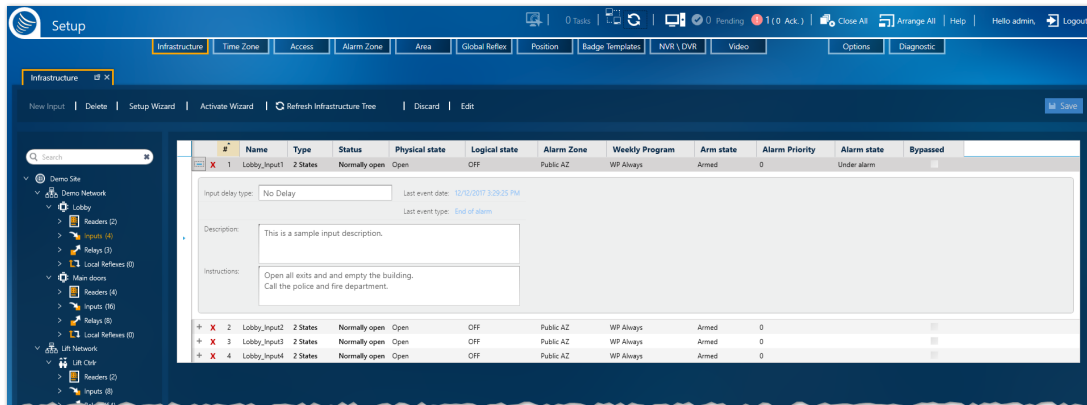 Setup
0 Tasks
0 Pending
1 ( 0 Ack. )
Close All
Arrange All
Help
Hello admin,
Logout
Infrastructure
Time Zone
Access
Alarm Zone
Area
Global Reflex
Position
Badge Templates
NVR \ DVR
Video
Options
Diagnostic
Infrastructure
New Input | Delete | Setup Wizard | Activate Wizard | Refresh Infrastructure Tree | Discard | Edit
Save
Search
Demo Site
Demo Network
Lobby
Readers (2)
Inputs (4)
Relays (3)
Local Reflexes (0)
Main doors
Readers (4)
Inputs (16)
Relays (8)
Local Reflexes (0)
Lift Network
Lift Ctrlr
Readers (2)
Inputs (8)
# Name Type Status Physical state Logical state Alarm Zone Weekly Program Arm state Alarm Priority Alarm state Bypassed
X 1 Lobby_Input1 2 States Normally open Open OFF Public AZ WP Always Armed 0 Under alarm
Input delay type: No Delay Last event date: 12/12/2017 3:29:25 PM
Last event type: End of alarm
Description: This is a sample input description.
Instructions: Open all exits and and empty the building.
Call the police and fire department.
+ X 2 Lobby_Input2 2 States Normally open Open OFF Public AZ WP Always Armed 0
+ X 3 Lobby_Input3 2 States Normally open Open OFF Public AZ WP Always Armed 0
+ X 4 Lobby_Input4 2 States Normally open Open OFF Public AZ WP Always Armed 0